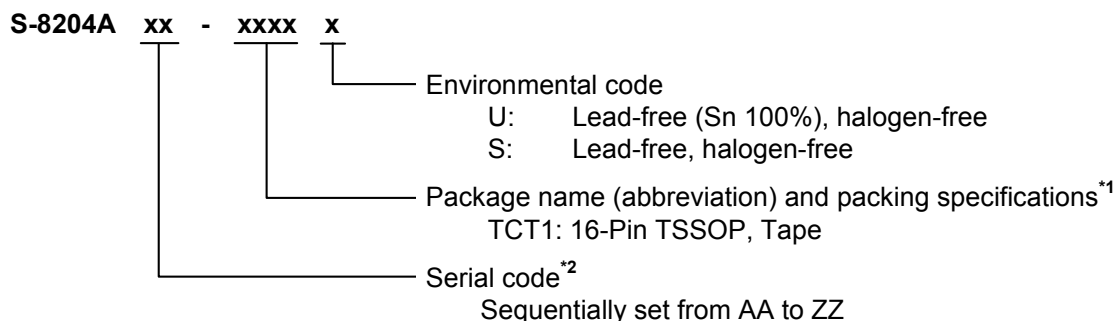 S-8204A xx - xxxx x
Environmental code
U: Lead-free (Sn 100%), halogen-free
S: Lead-free, halogen-free
Package name (abbreviation) and packing specifications*1
TCT1: 16-Pin TSSOP, Tape
Serial code*2
Sequentially set from AA to ZZ